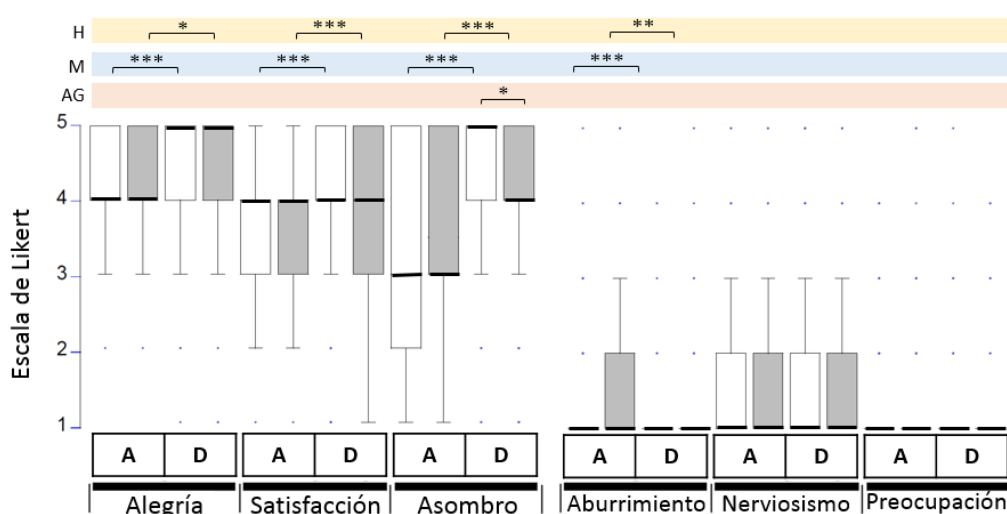 H * *** *** **
M *** *** *** ***
AG *
Escala de Likert
5
4
3
2
1
A D A D A D A D A D A D
Alegría Satisfacción Asombro Aburrimiento Nerviosismo Preocupación